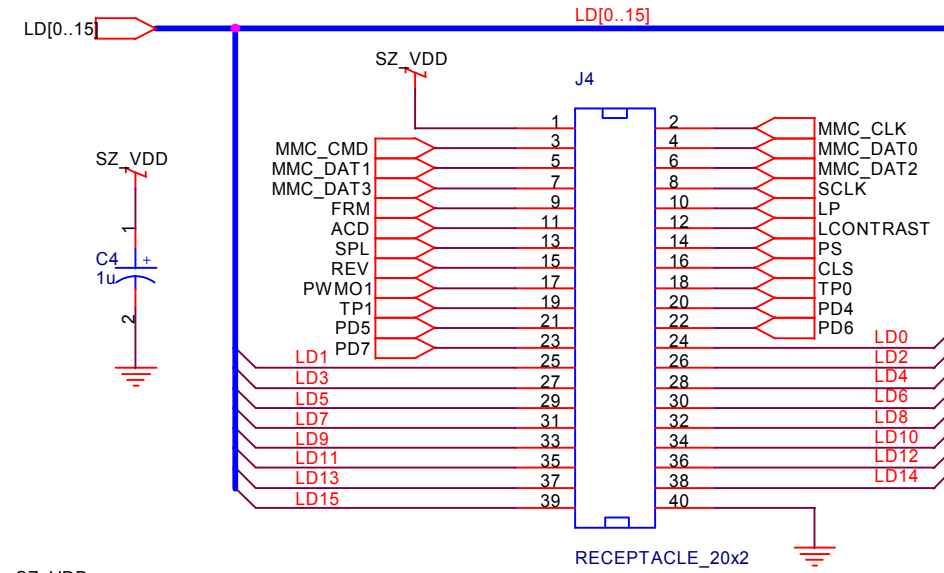 LD[0..15]
LD[0..15]
SZ_VDD
J4
1 2 MMC_CLK
MMC_CMD 3 4 MMC_DAT0
SZ_VDD
MMC_DAT1 5 6 MMC_DAT2
MMC_DAT3 7 8 SCLK
FRM 9 10 LP
ACD 11 12 LCONTRAST
1
SPL 13 14 PS
C4 +
REV 15 16 CLS
1u
PWMO1 17 18 TP0
TP1 19 20 PD4
2
PD5 21 22 PD6
PD7 23 24 LD0
LD1 25 26 LD2
LD3 27 28 LD4
LD5 29 30 LD6
LD7 31 32 LD8
LD9 33 34 LD10
LD11 35 36 LD12
LD13 37 38 LD14
LD15 39 40
RECEPTACLE_20x2
SZ_VDD